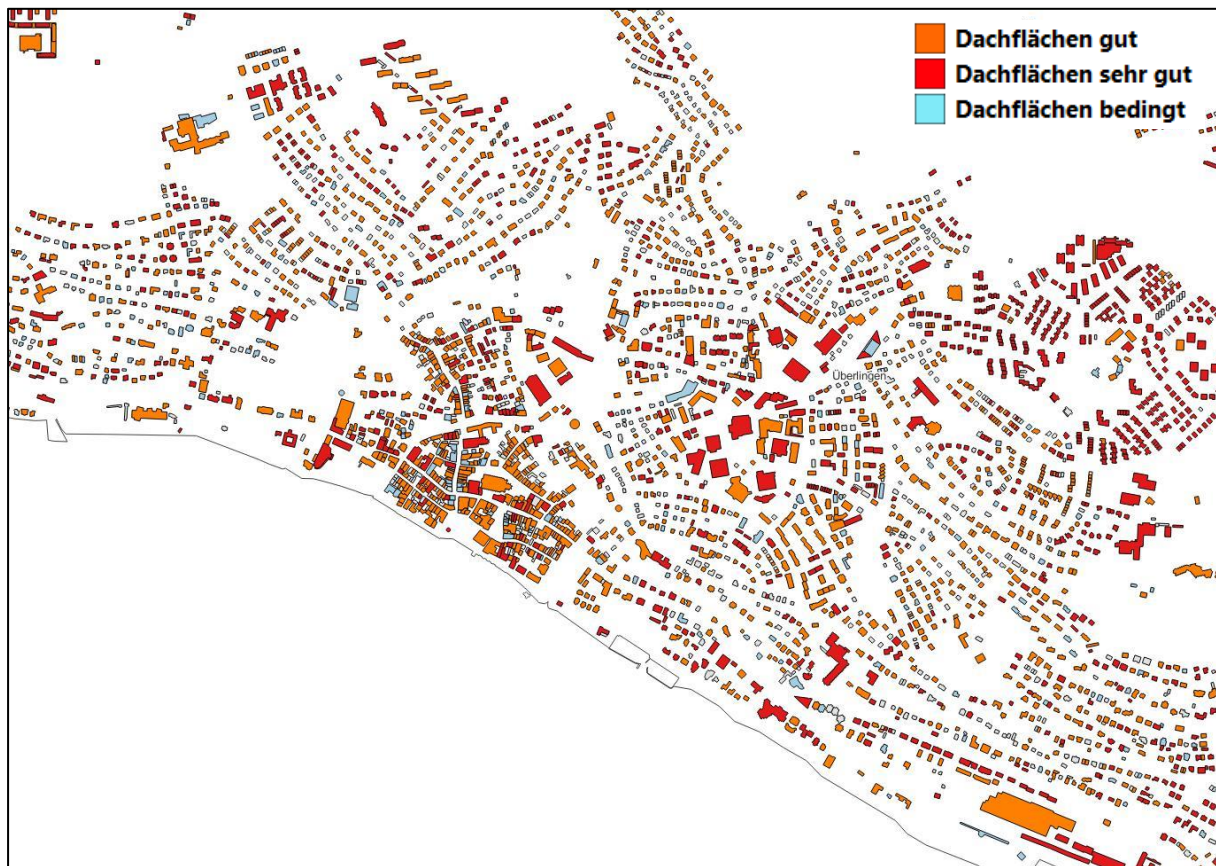 Dachflächen gut
Dachflächen sehr gut
Dachflächen bedingt
Überlingen